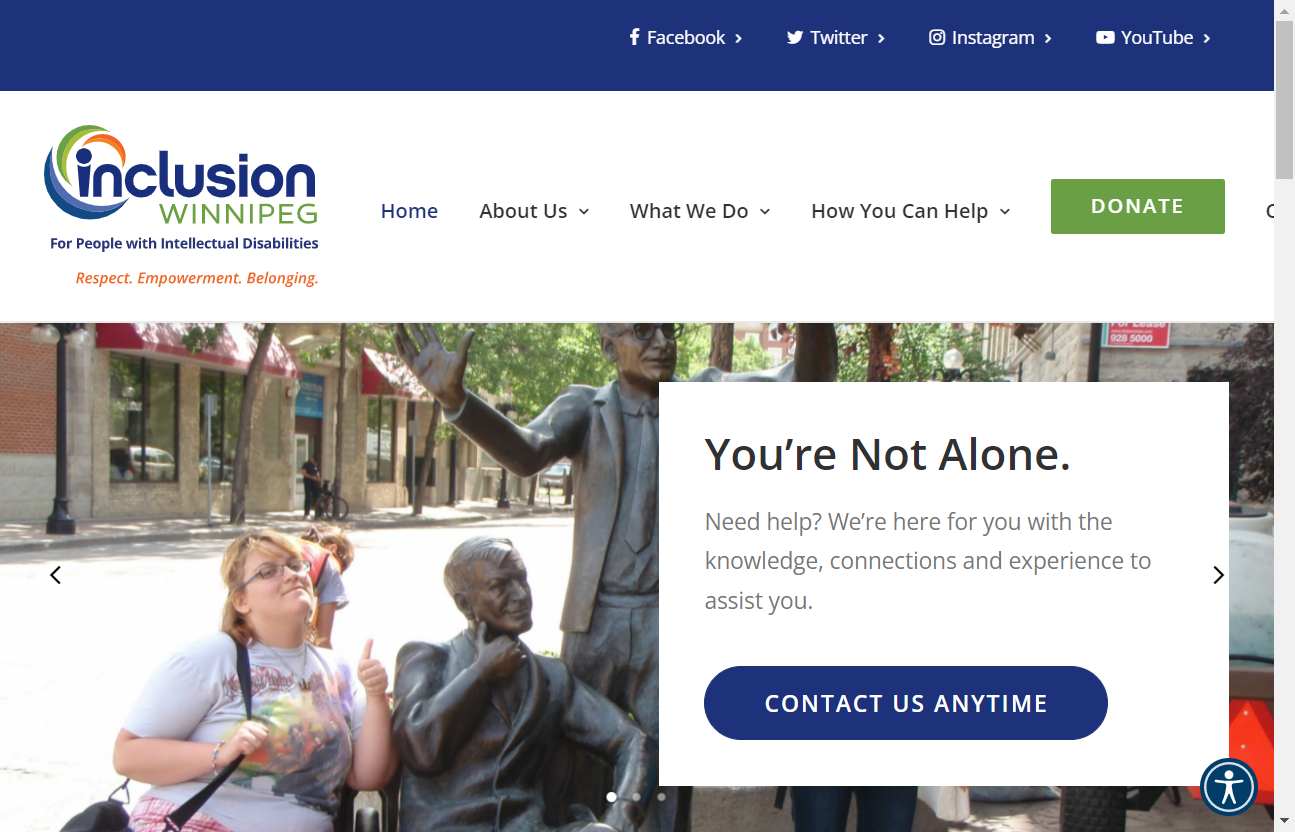 Facebook
Twitter
Instagram
YouTube
inclusion
WINNIPEG
For People with Intellectual Disabilities
Respect. Empowerment. Belonging.
Home
About Us
What We Do
How You Can Help
DONATE
For Lease
928 5000
You're Not Alone.
Need help? We're here for you with the
knowledge, connections and experience to
assist you.
CONTACT US ANYTIME